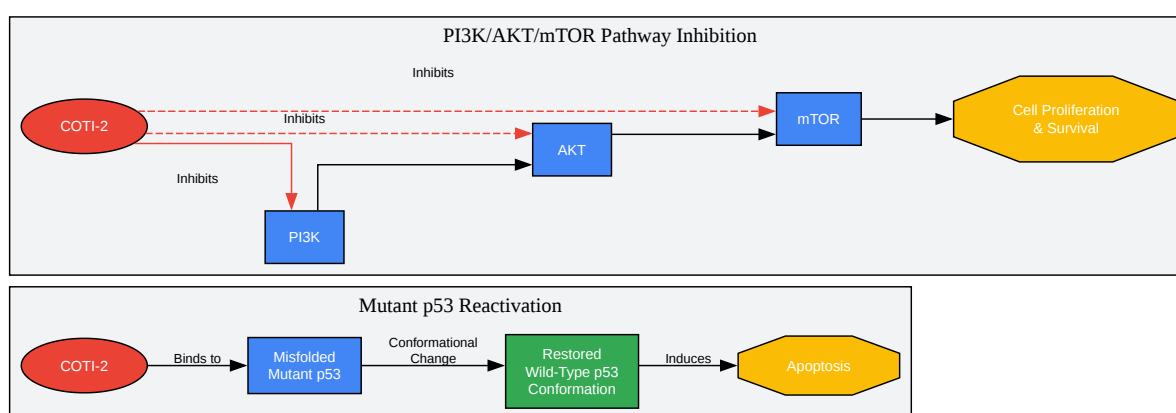 PI3K/AKT/mTOR Pathway Inhibition
Inhibits
COTI-2
Inhibits
mTOR
Cell Proliferation
& Survival
AKT
Inhibits
PI3K
Mutant p53 Reactivation
COTI-2
Binds to
Misfolded
Mutant p53
Conformational
Change
Restored
Wild-Type p53
Conformation
Induces
Apoptosis